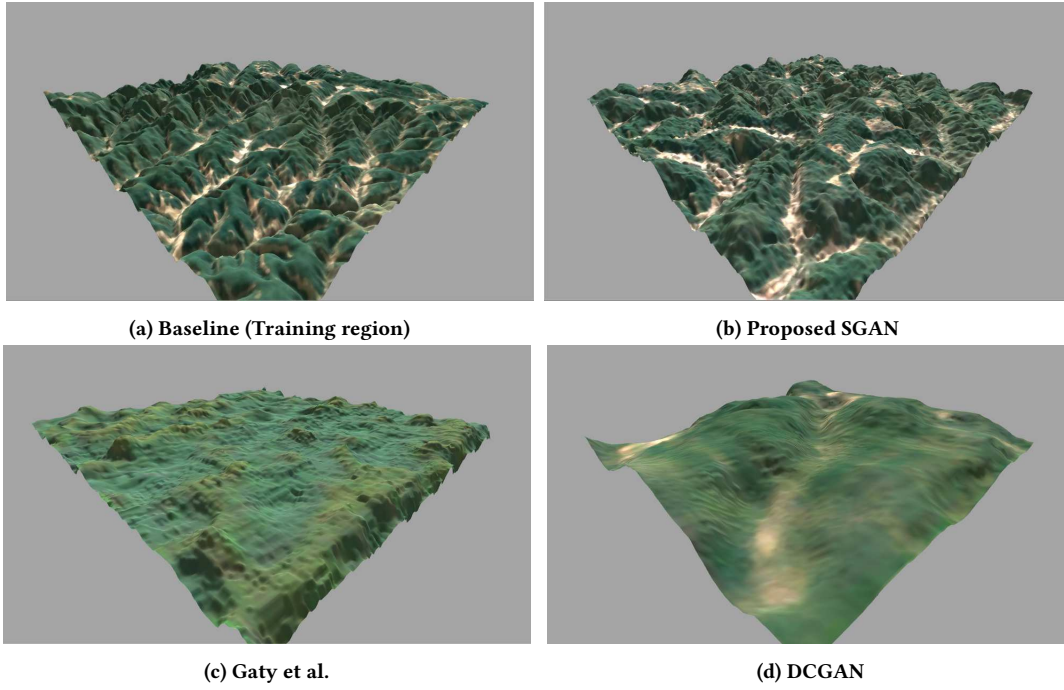 (a) Baseline (Training region)
(b) Proposed SGAN
(c) Gaty et al.
(d) DCGAN